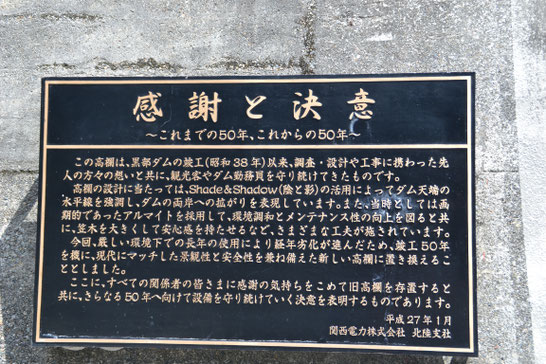 感謝と決意
～これまでの50年、これからの50年～
この高欄は、黒部ダムの竣工(昭和38年)以来、調査・設計や工事に携わった先
人の方々の想いと共に、観光客やダム勤務員を守り続けてきたものです。
高欄の設計に当たっては、Shade&Shadow(陰と影)の活用によってダム天端の
水平線を強調し、ダムの両岸への拡がりを表現しています。また、当時としては画
期的であったアルマイトを採用して、環境調和とメンテナンス性の向上を図ると共
に、笠木を大きくして安心感を持たせるなど、さまざまな工夫が施されています。
今回、厳しい環境下での長年の使用により経年劣化が進んだため、竣工50年
を機に、現代にマッチした景観性と安全性を兼ね備えた新しい高欄に置き換えるこ
ととしました。
ここに、すべての関係者の皆さまに感謝の気持ちをこめて旧高欄を存置すると
共に、さらなる50年へ向けて設備を守り続けていく決意を表明するものであります。
平成27年1月
関西電力株式会社 北陸支社